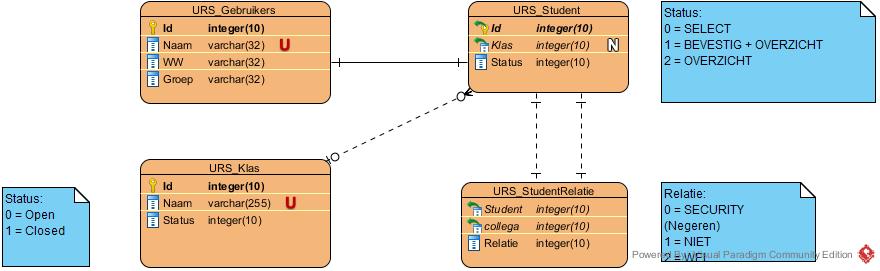 URS_Gebruikers
Id integer(10)
Naam varchar(32) U
WW varchar(32)
Groep varchar(32)
URS_Student
Id integer(10)
Klas integer(10) N
Status integer(10)
Status:
0 = SELECT
1 = BEVESTIG + OVERZICHT
2 = OVERZICHT
Status:
0 = Open
1 = Closed
URS_Klas
Id integer(10)
Naam varchar(255) U
Status integer(10)
URS_StudentRelatie
Student integer(10)
collega integer(10)
Relatie integer(10)
Relatie:
0 = SECURITY
(Negeren)
1 = NIET
2 = WEL
Powered By Visual Paradigm Community Edition